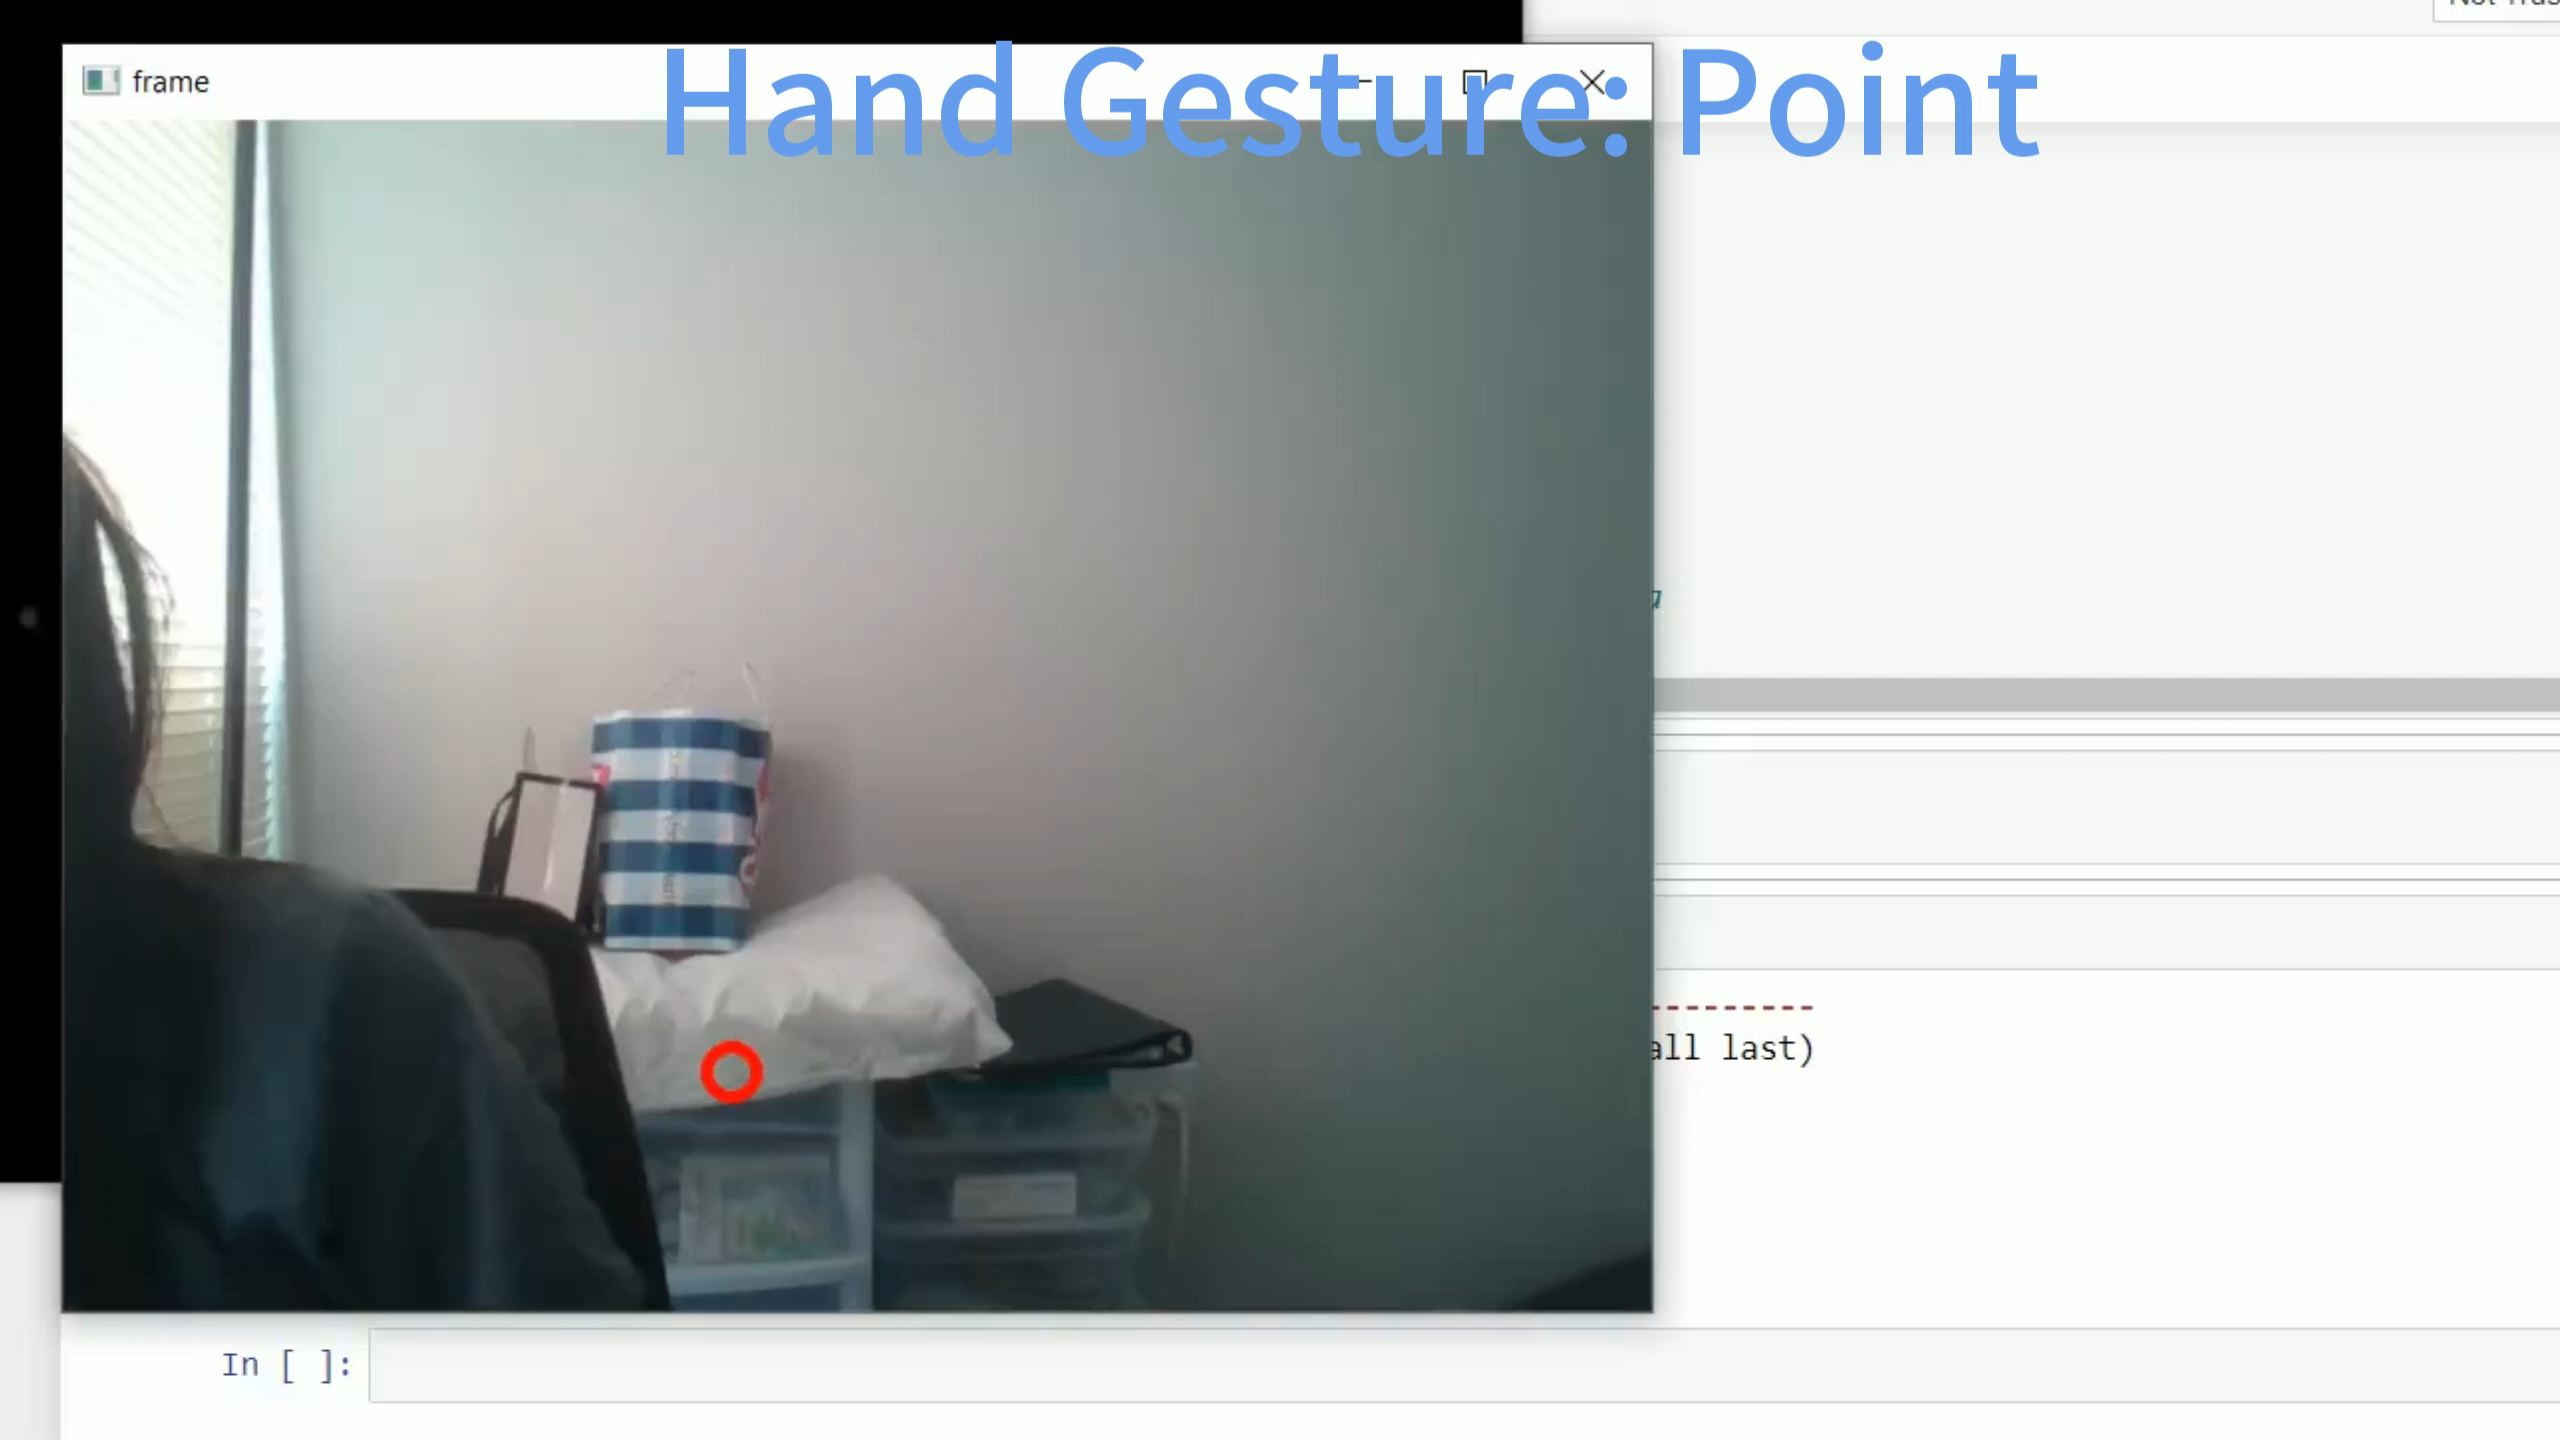 Hand Gesture: Point
frame
all last)
In [ ]: